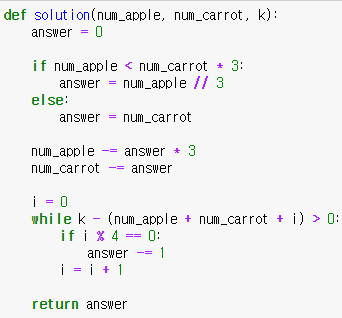 def solution(num_apple, num_carrot, k):
    answer = 0

    if num_apple < num_carrot * 3:
        answer = num_apple // 3
    else:
        answer = num_carrot

    num_apple -= answer * 3
    num_carrot -= answer

    i = 0
    while k - (num_apple + num_carrot + i) > 0:
        if i % 4 == 0:
            answer -= 1
        i = i + 1

    return answer